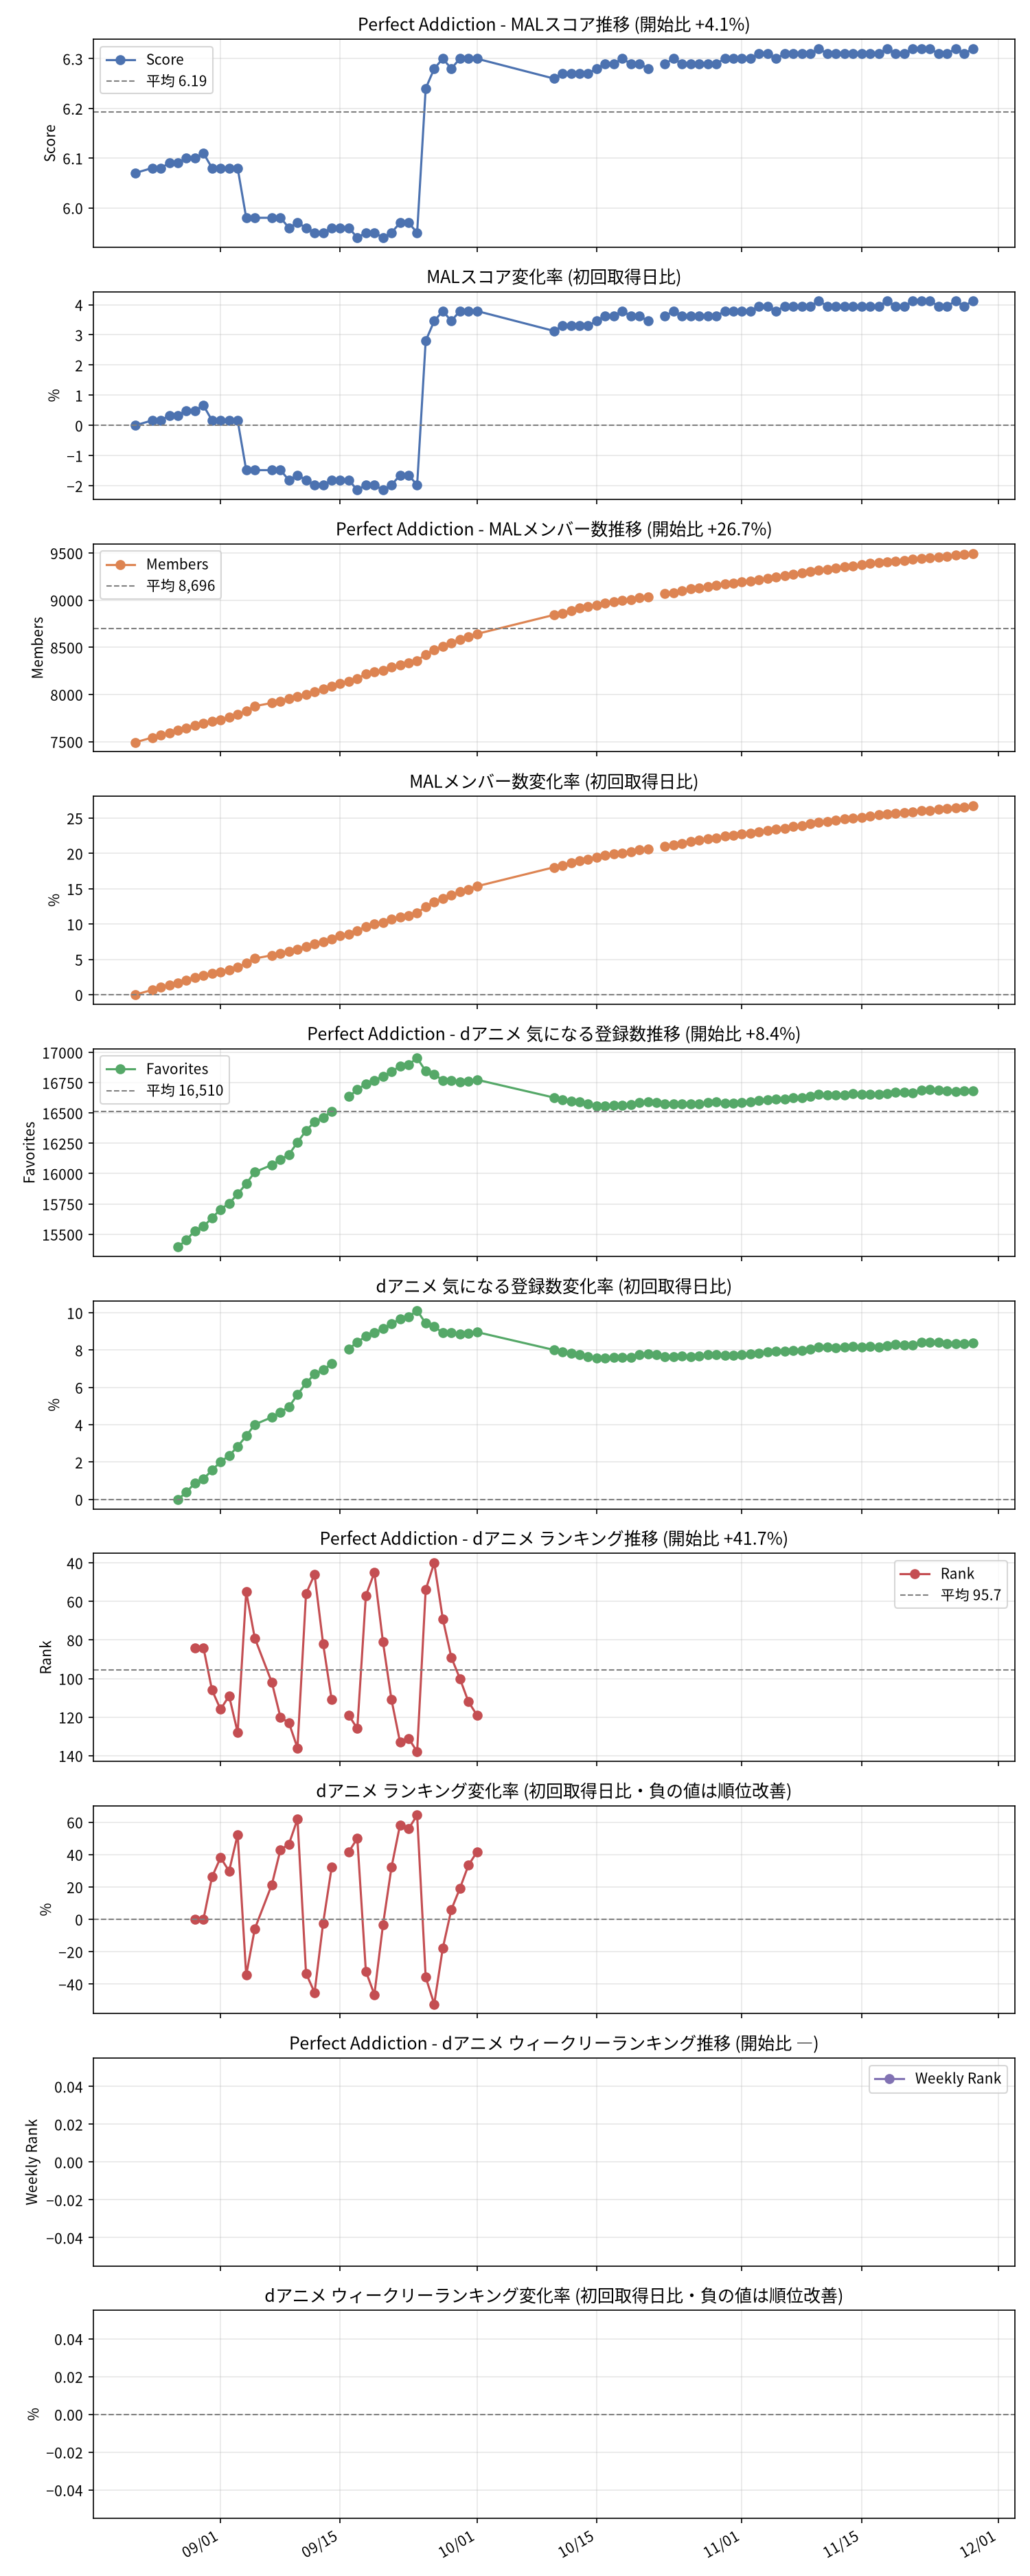 Perfect Addiction - MALスコア推移 (開始比 +4.1%)
Score
平均 6.19
6.3
6.2
6.1
6.0
Score
MALスコア変化率 (初回取得日比)
4
3
2
1
0
−1
−2
%
Perfect Addiction - MALメンバー数推移 (開始比 +26.7%)
Members
平均 8,696
9500
9000
8500
8000
7500
Members
MALメンバー数変化率 (初回取得日比)
25
20
15
10
5
0
%
Perfect Addiction - dアニメ 気になる登録数推移 (開始比 +8.4%)
Favorites
平均 16,510
17000
16750
16500
16250
16000
15750
15500
Favorites
dアニメ 気になる登録数変化率 (初回取得日比)
10
8
6
4
2
0
%
Perfect Addiction - dアニメ ランキング推移 (開始比 +41.7%)
Rank
平均 95.7
40
60
80
100
120
140
Rank
dアニメ ランキング変化率 (初回取得日比・負の値は順位改善)
60
40
20
0
−20
−40
%
Perfect Addiction - dアニメ ウィークリーランキング推移 (開始比 —)
Weekly Rank
0.04
0.02
0.00
−0.02
−0.04
Weekly Rank
dアニメ ウィークリーランキング変化率 (初回取得日比・負の値は順位改善)
0.04
0.02
0.00
−0.02
−0.04
%
09/01
09/15
10/01
10/15
11/01
11/15
12/01